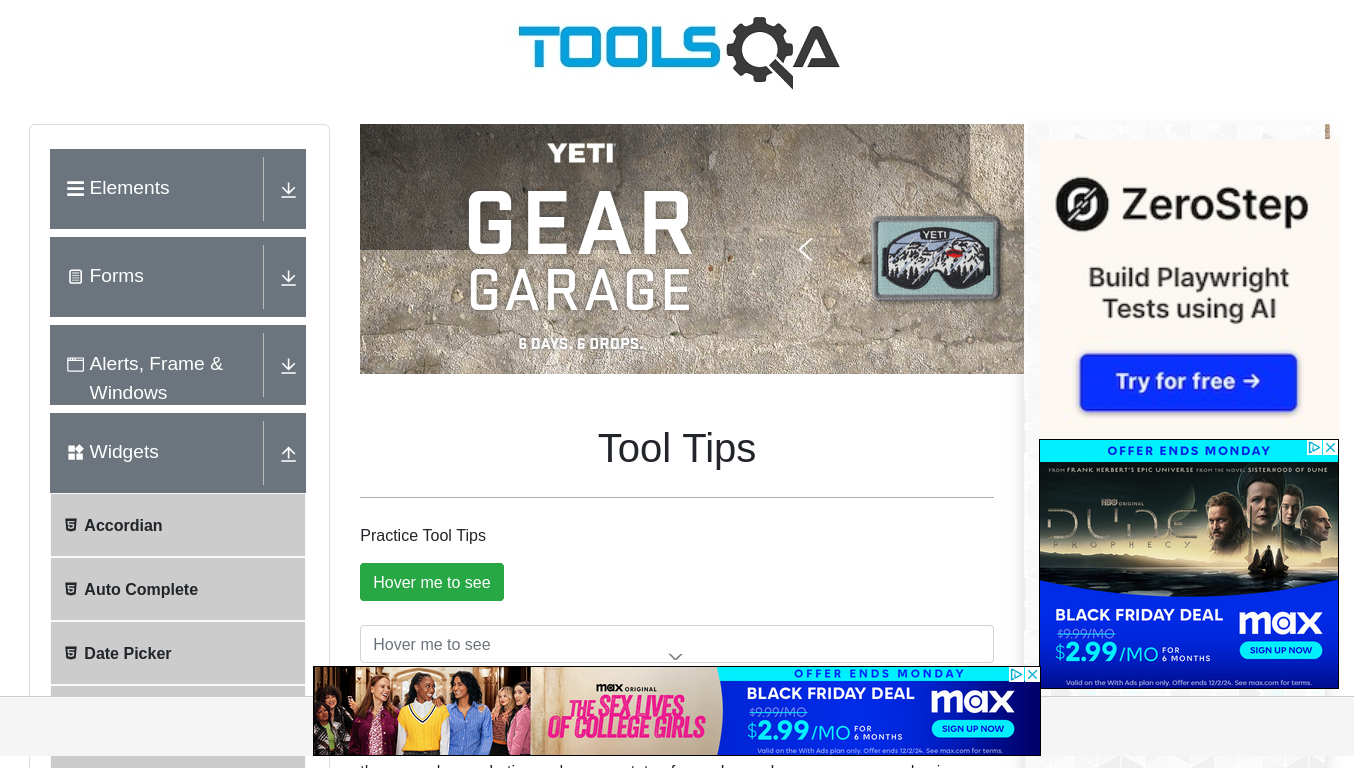 TOOLSQA
Elements
Forms
Alerts, Frame &
Windows
Widgets
Accordian
Auto Complete
Date Picker
YETI
GEAR
GARAGE
6 DAYS. 6 DROPS.
YETI
Tool Tips
Practice Tool Tips
Hover me to see
Hover me to see
ZeroStep
Build Playwright
Tests using AI
Try for free →
OFFER ENDS MONDAY
FROM FRANK HERBERT'S EPIC UNIVERSE FROM THE NOVEL SISTERHOOD OF DUNE
HBO ORIGINAL
DUNE
PROPHECY
BLACK FRIDAY DEAL
$9.99/MO
$2.99/MO FOR
6 MONTHS
max
SIGN UP NOW
Valid on the With Ads plan only. Offer ends 12/2/24. See max.com for terms.
max ORIGINAL
THE SEX LIVES
OF COLLEGE GIRLS
OFFER ENDS MONDAY
BLACK FRIDAY DEAL
$9.99/MO
$2.99/MO FOR
6 MONTHS
max
SIGN UP NOW
Valid on the With Ads plan only. Offer ends 12/2/24. See max.com for terms.